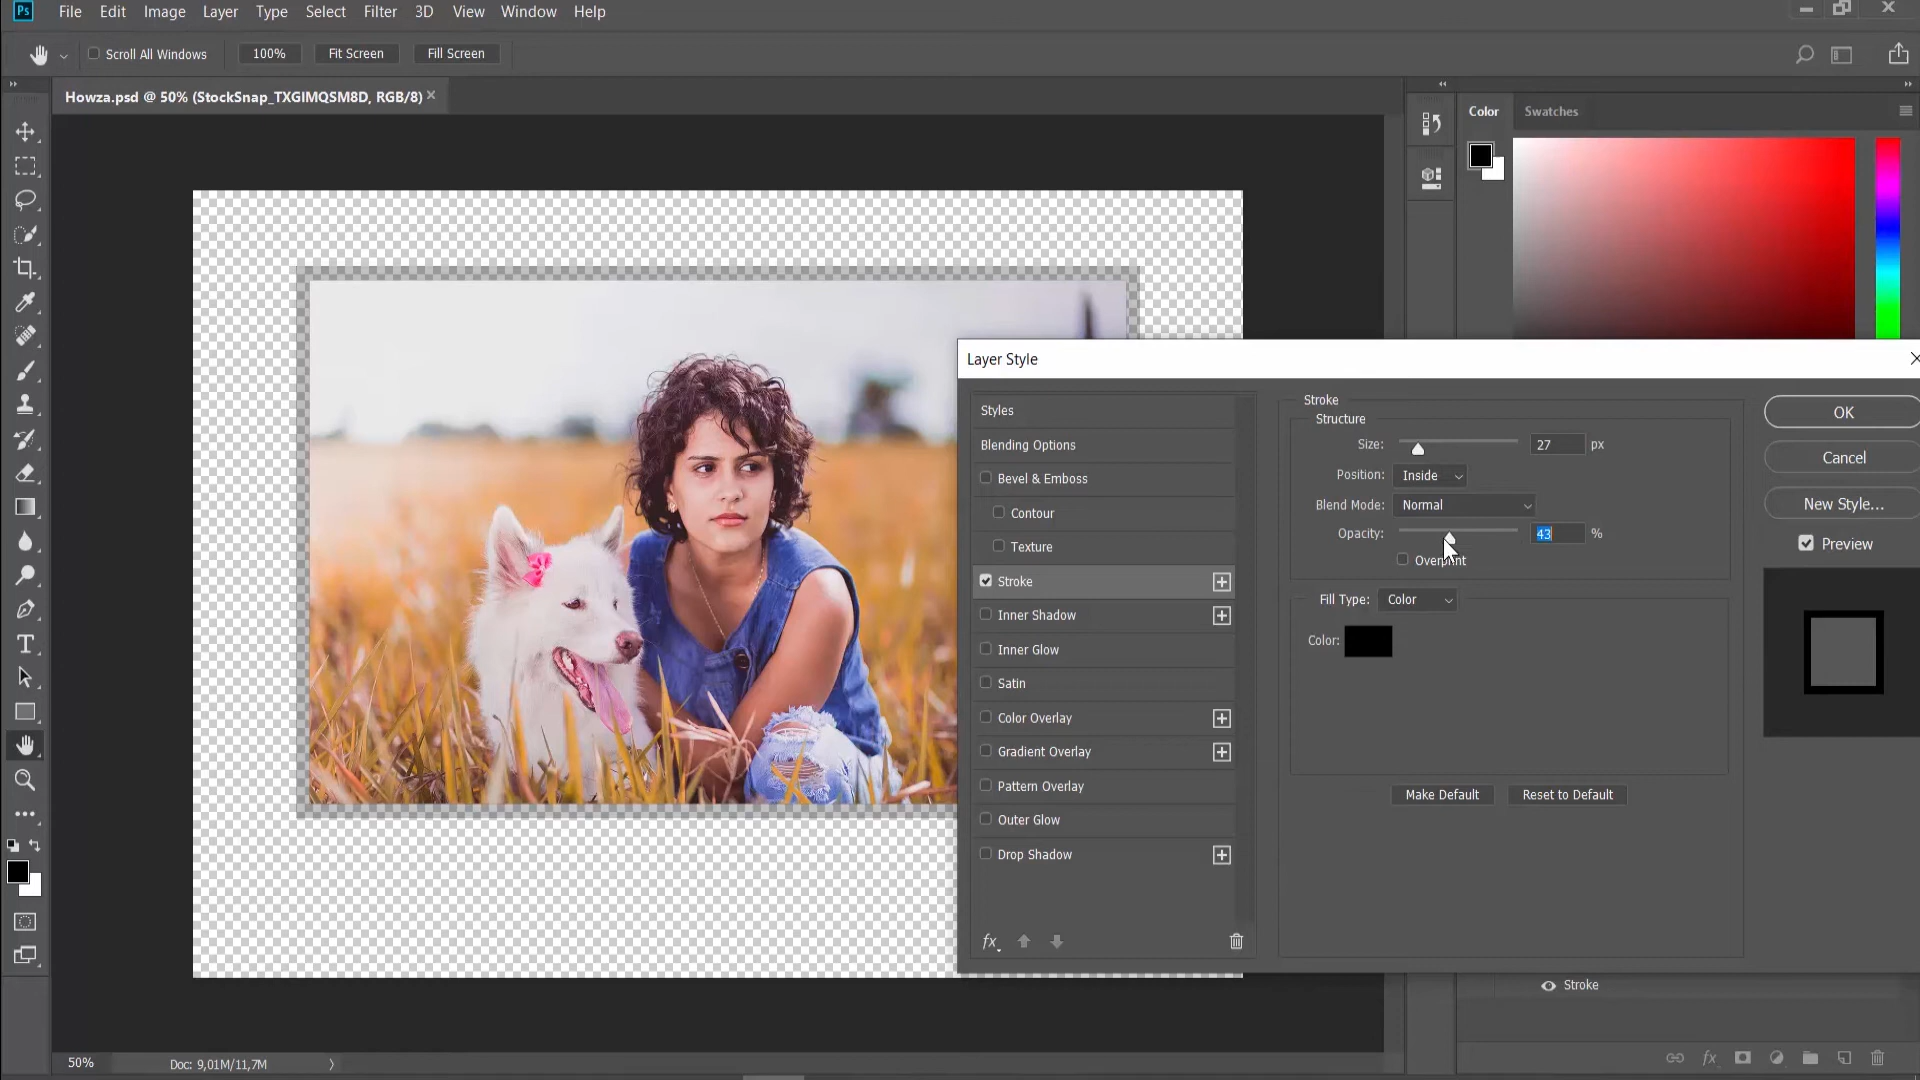 Ps File Edit Image Layer Type Select Filter 3D View Window Help
Scroll All Windows 100% Fit Screen Fill Screen
Howza.psd @ 50% (StockSnap_TXGIMQSM8D, RGB/8)
Color Swatches
Layer Style
Styles
Blending Options
Bevel & Emboss
Contour
Texture
Stroke
Inner Shadow
Inner Glow
Satin
Color Overlay
Gradient Overlay
Pattern Overlay
Outer Glow
Drop Shadow
fx
Stroke
Structure
Size: 27 px
Position: Inside
Blend Mode: Normal
Opacity: 43 %
Overprint
Fill Type: Color
Color:
Make Default Reset to Default
OK
Cancel
New Style...
Preview
Stroke
fx
50% Doc: 9,01M/11,7M